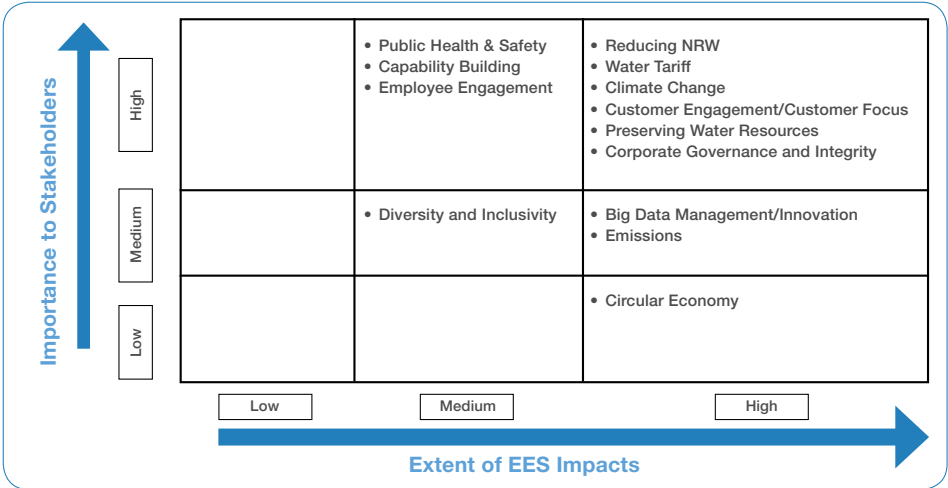 Importance to Stakeholders
High
• Public Health & Safety
• Capability Building
• Employee Engagement
• Reducing NRW
• Water Tariff
• Climate Change
• Customer Engagement/Customer Focus
• Preserving Water Resources
• Corporate Governance and Integrity
Medium
• Diversity and Inclusivity
• Big Data Management/Innovation
• Emissions
Low
• Circular Economy
Low
Medium
High
Extent of EES Impacts